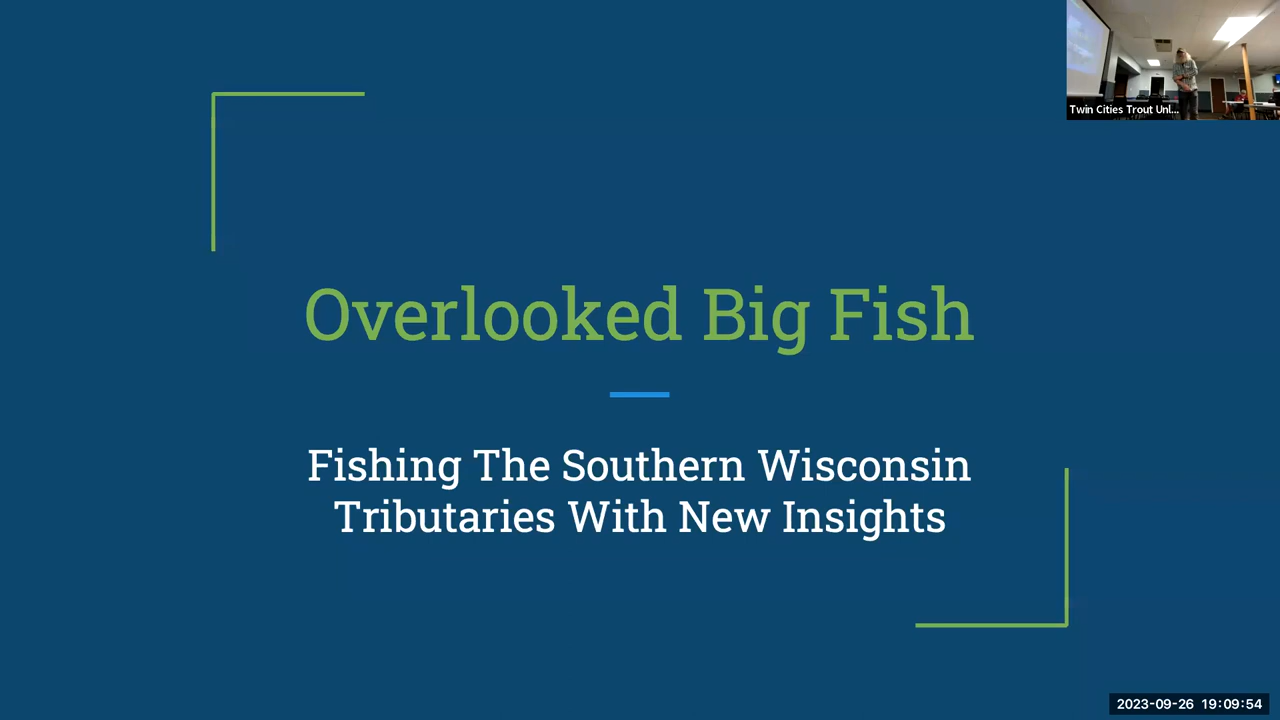 Twin Cities Trout Unl...
Overlooked Big Fish
Fishing The Southern Wisconsin
Tributaries With New Insights
2023-09-26 19:09:54